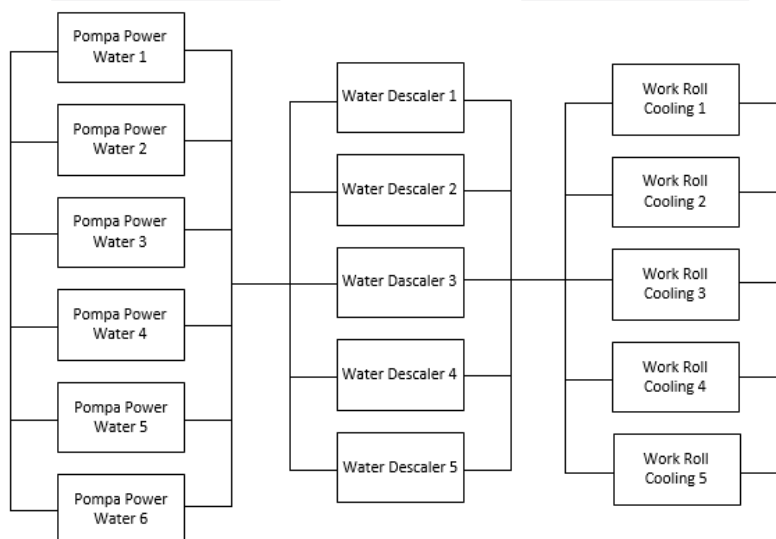 Pompa Power
Water 1
Pompa Power
Water 2
Pompa Power
Water 3
Pompa Power
Water 4
Pompa Power
Water 5
Pompa Power
Water 6
Water Descaler 1
Water Descaler 2
Water Dascaler 3
Water Descaler 4
Water Descaler 5
Work Roll
Cooling 1
Work Roll
Cooling 2
Work Roll
Cooling 3
Work Roll
Cooling 4
Work Roll
Cooling 5